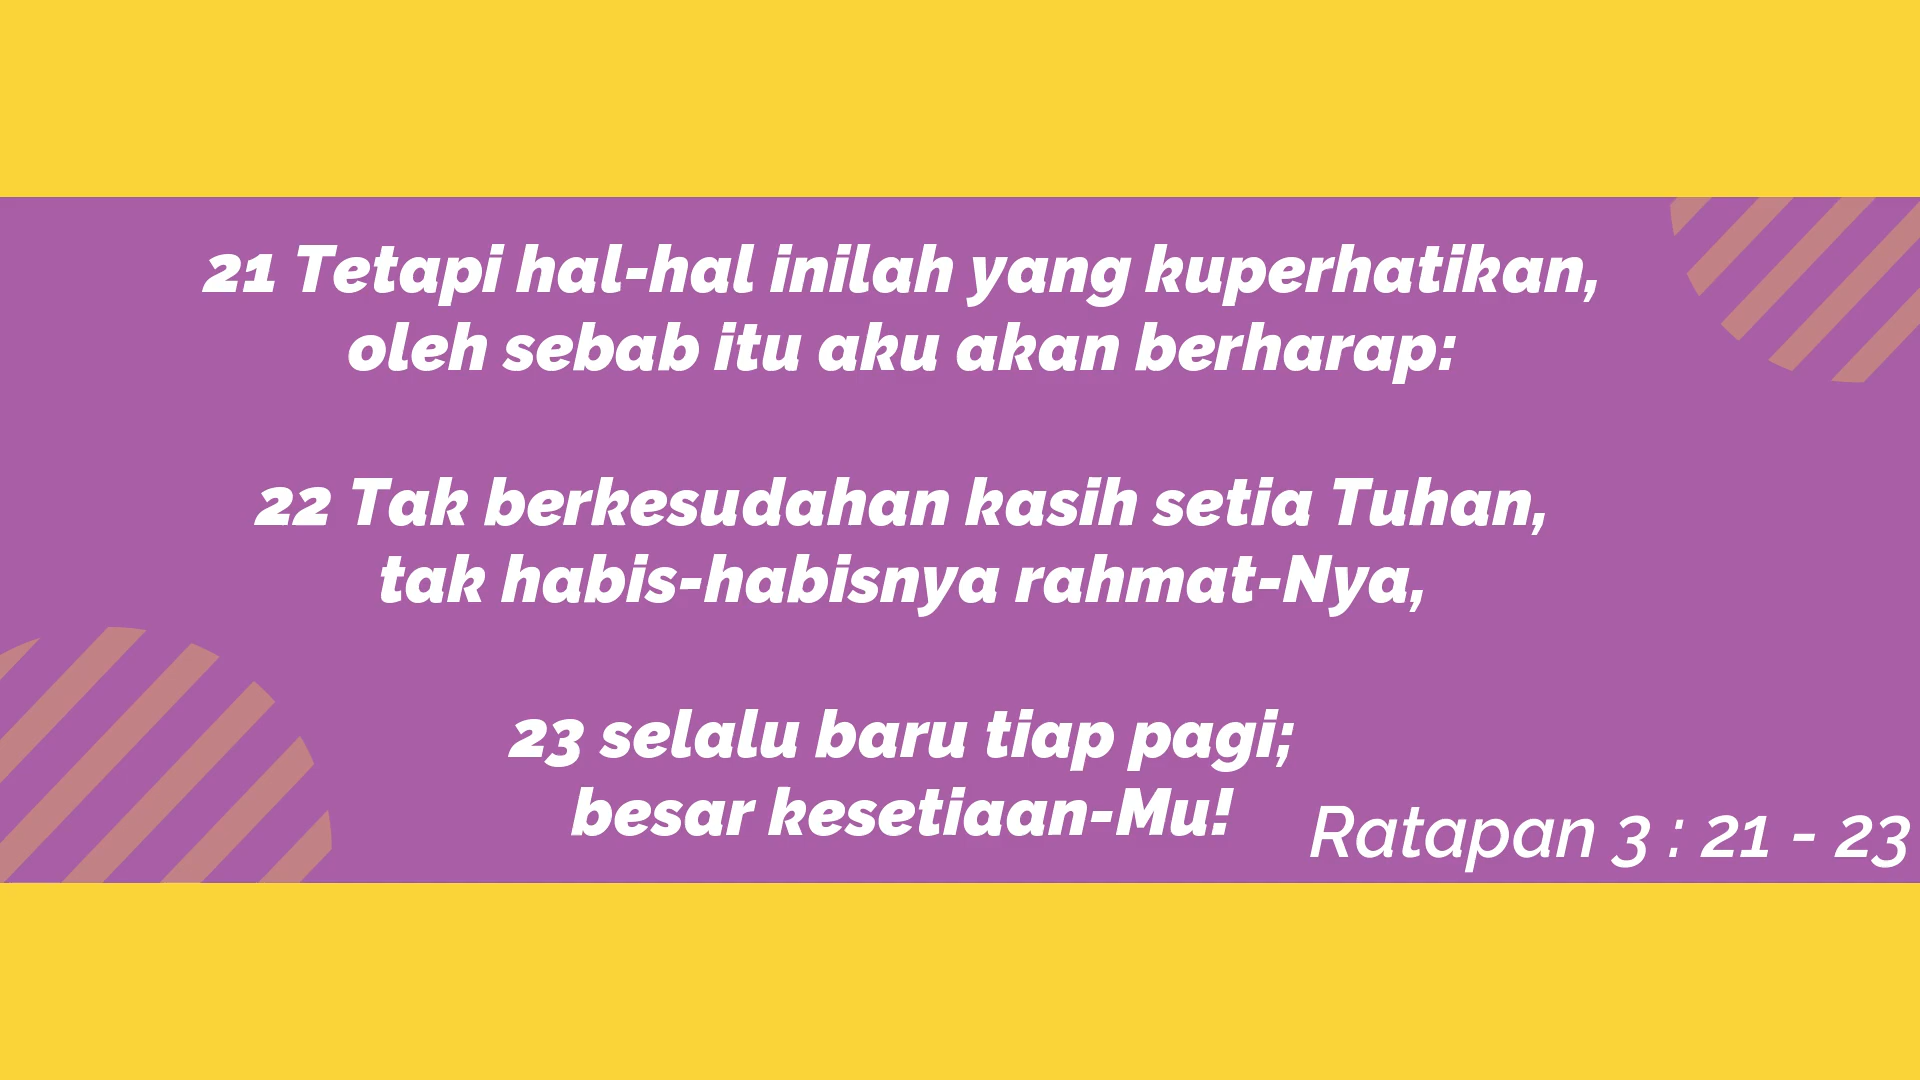 21 Tetapi hal-hal inilah yang kuperhatikan,
oleh sebab itu aku akan berharap:
22 Tak berkesudahan kasih setia Tuhan,
tak habis-habisnya rahmat-Nya,
23 selalu baru tiap pagi;
besar kesetiaan-Mu!
Ratapan 3 : 21 - 23